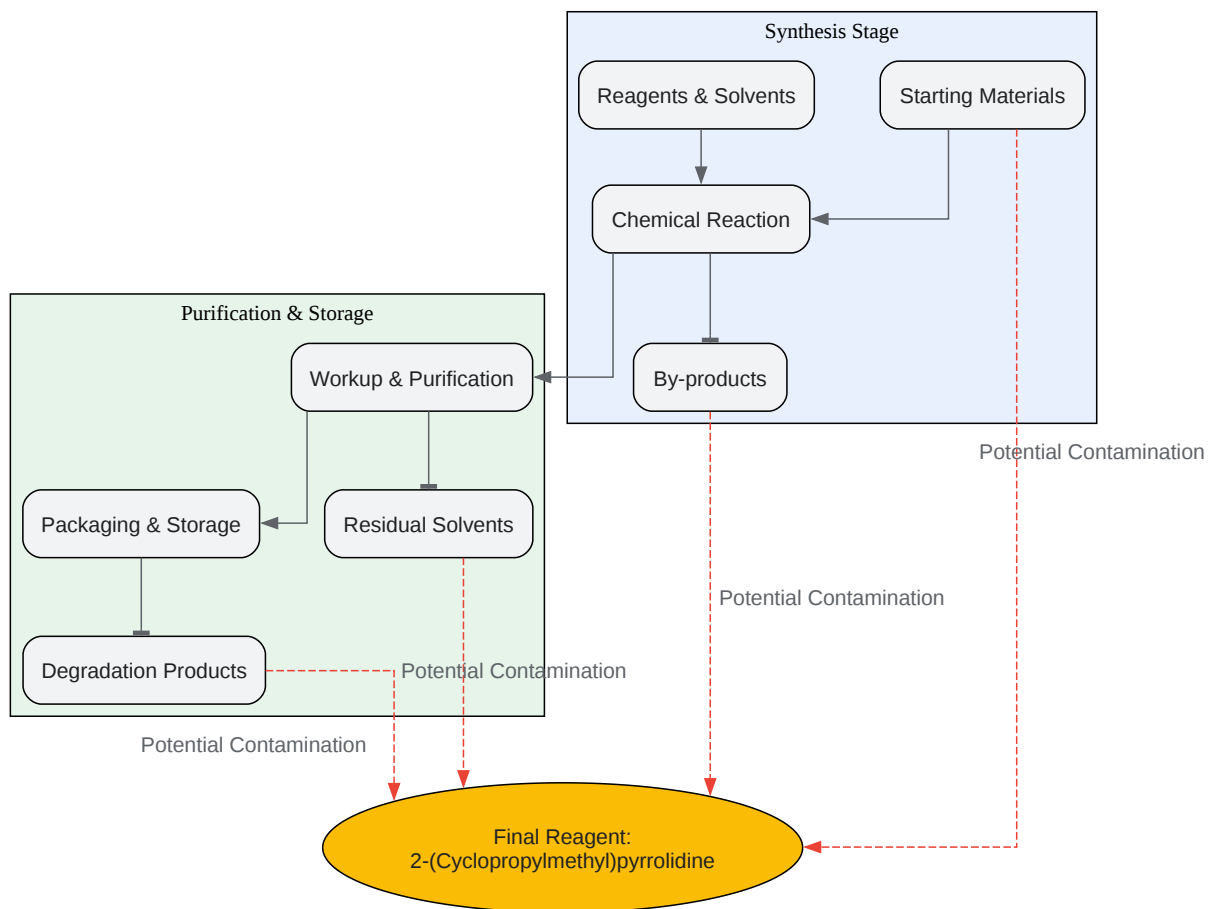 Synthesis Stage
Reagents & Solvents
Starting Materials
Chemical Reaction
Purification & Storage
Workup & Purification
By-products
Potential Contamination
Packaging & Storage
Residual Solvents
Potential Contamination
Degradation Products
Potential Contamination
Potential Contamination
Final Reagent:
2-(Cyclopropylmethyl)pyrrolidine